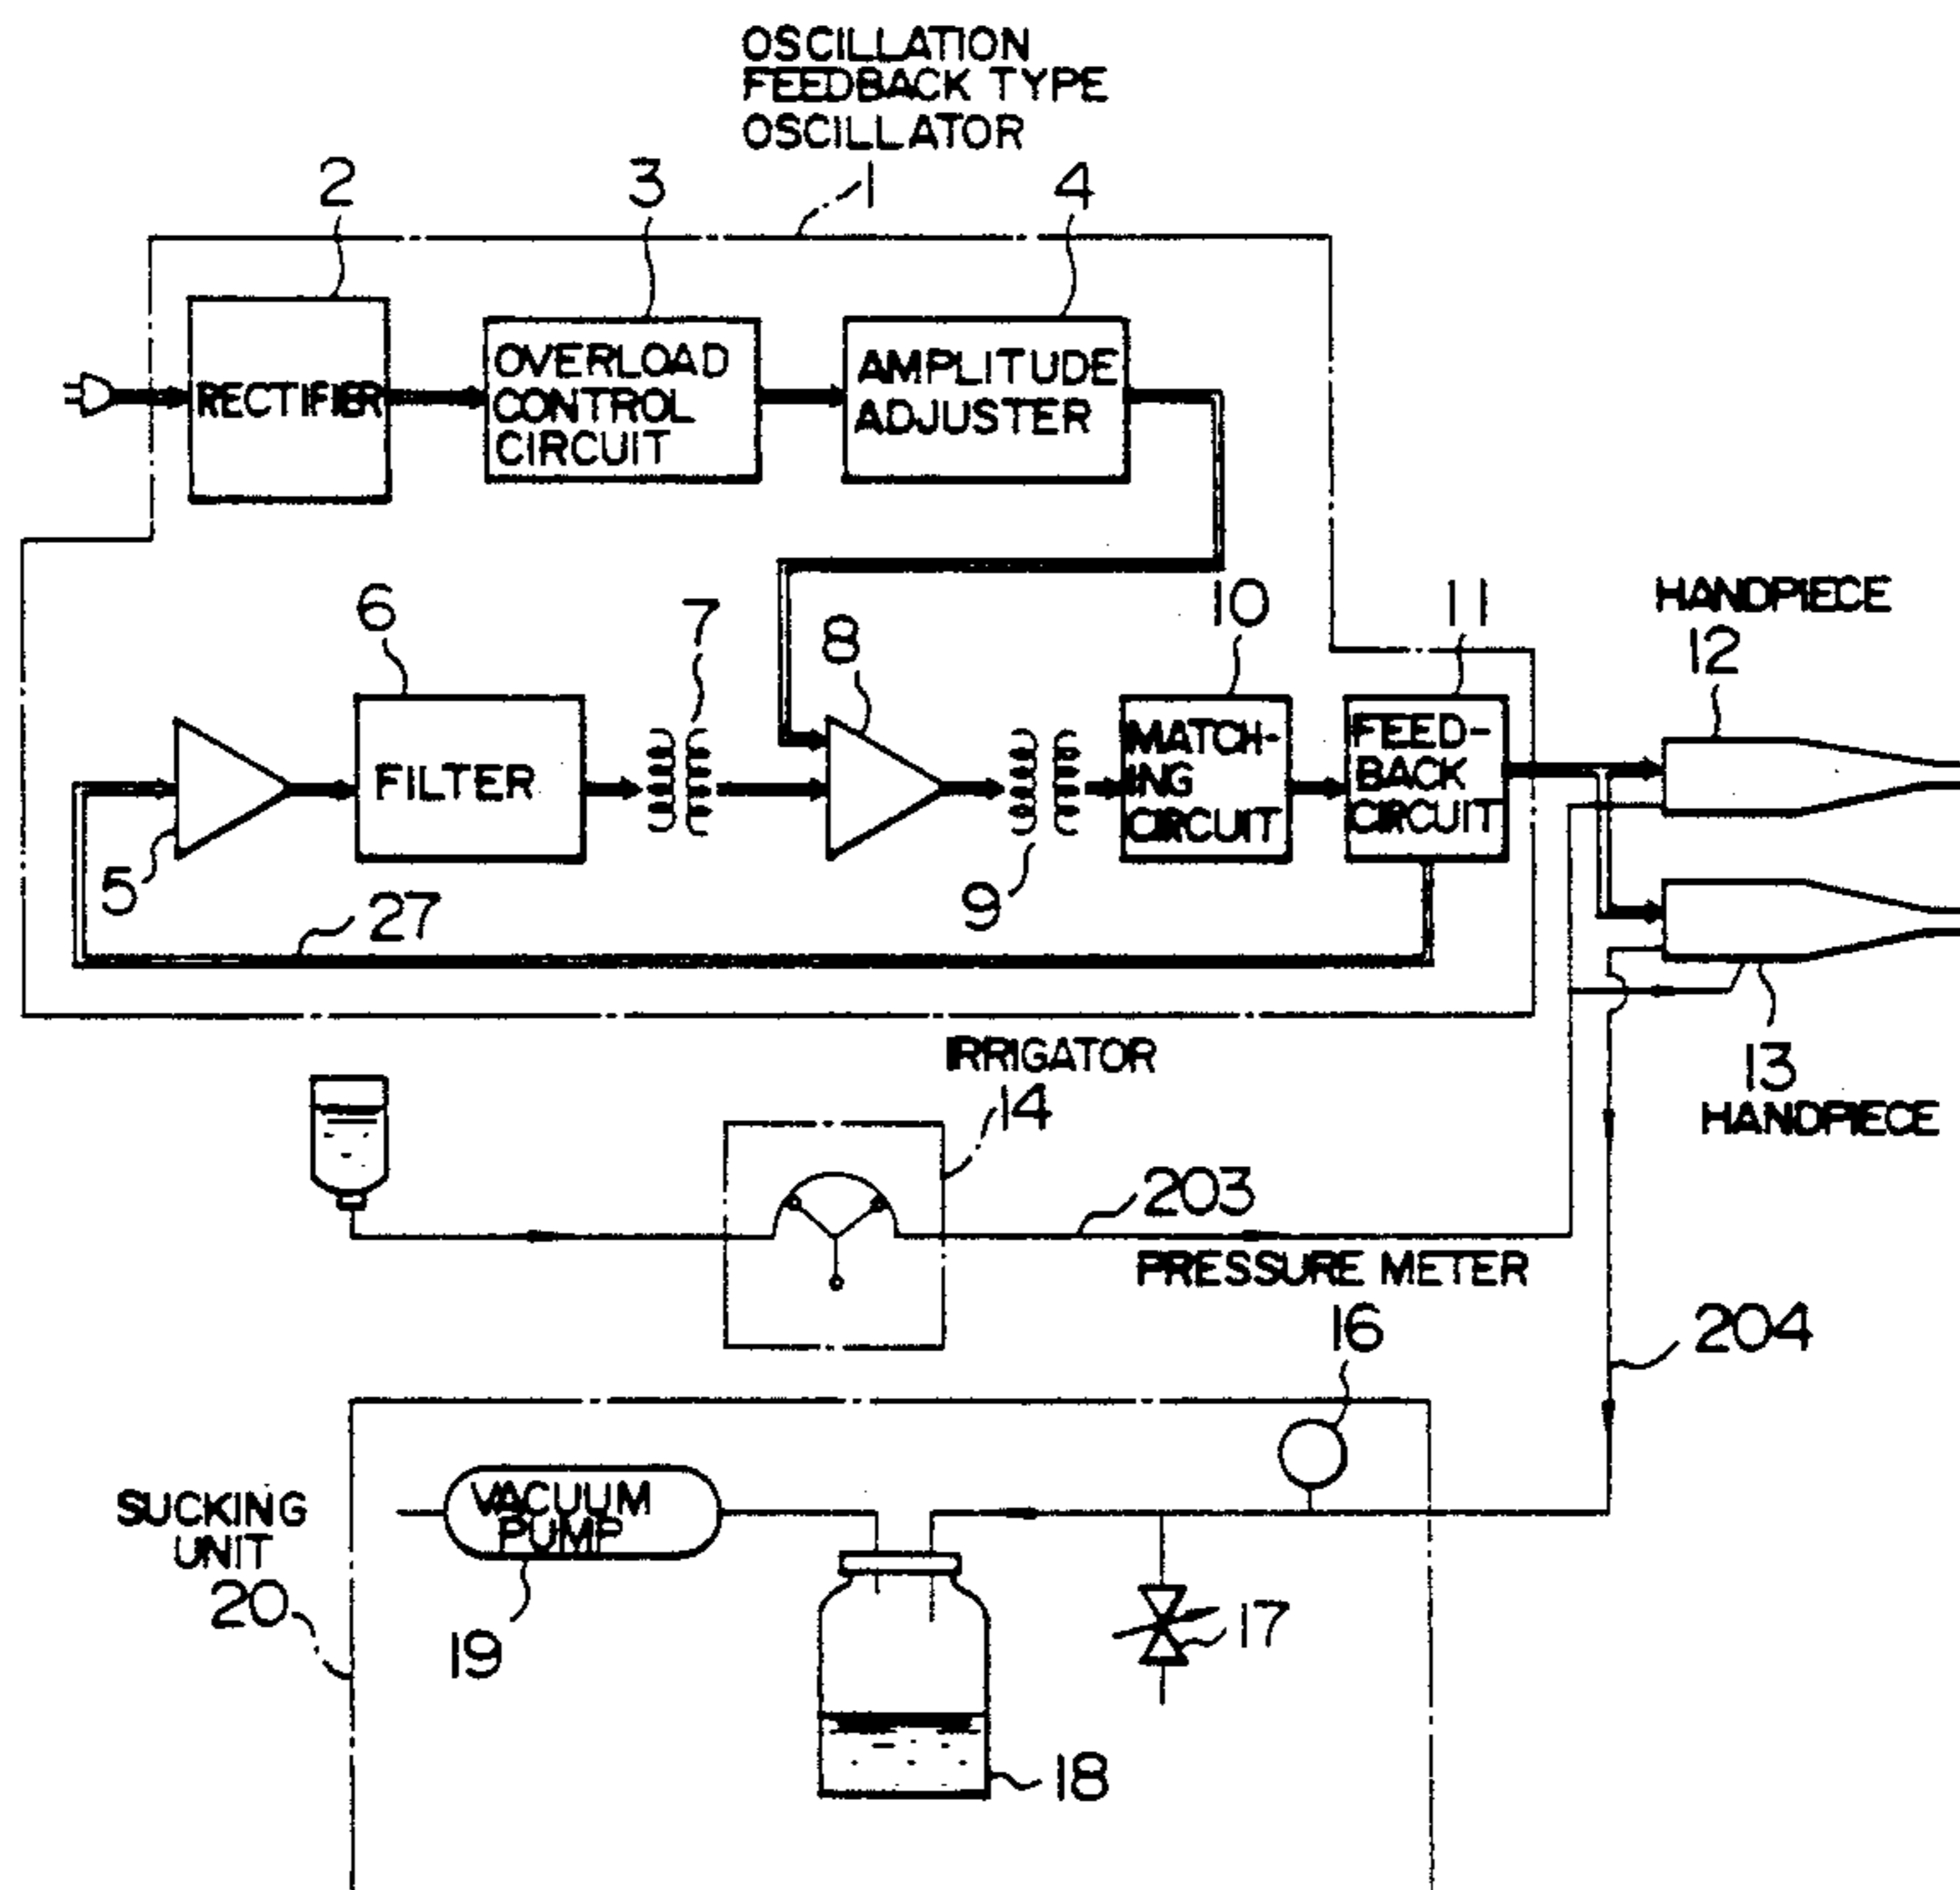 OSCILLATION
FEEDBACK TYPE
OSCILLATOR
1
2
3
4
RECTIFIER
OVERLOAD
CONTROL
CIRCUIT
AMPLITUDE
ADJUSTER
6
7
8
10
11
HANDPIECE
12
5
FILTER
9
MATCH-
ING
CIRCUIT
FEED-
BACK
CIRCUIT
27
13
HANDPIECE
IRRIGATOR
14
203
PRESSURE METER
16
204
SUCKING
UNIT
20
VACUUM
PUMP
19
17
18